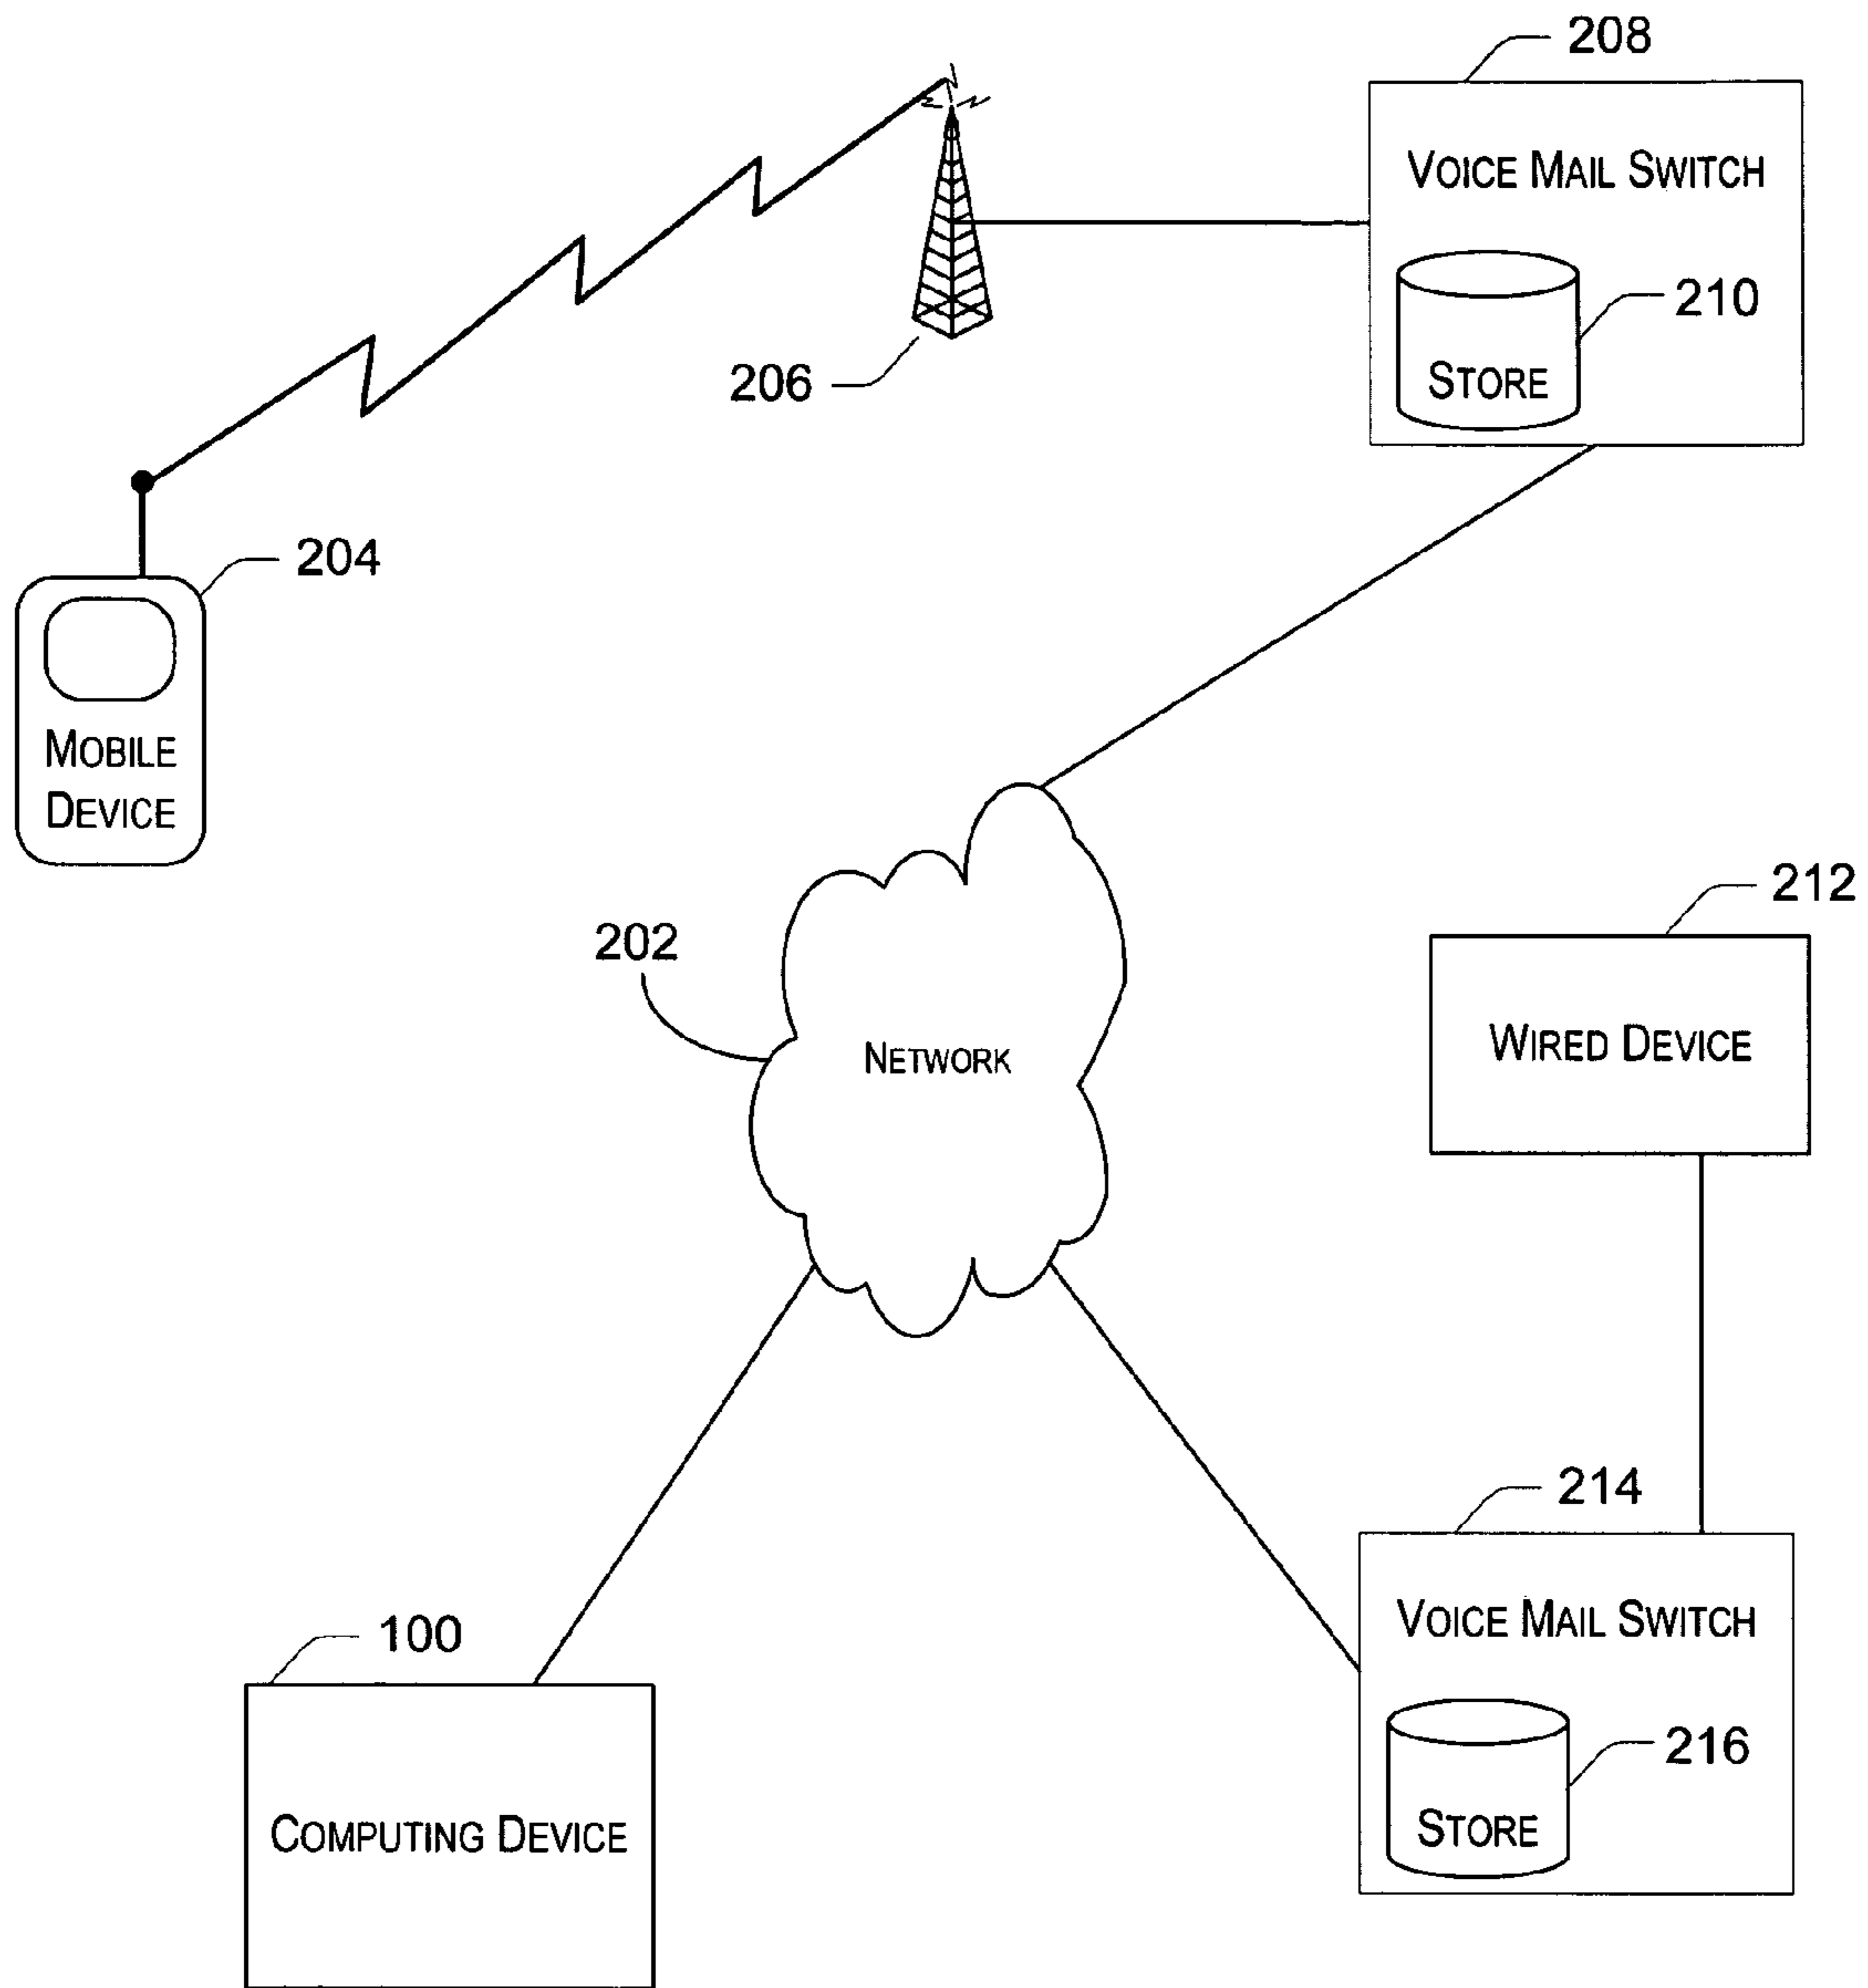 208
VOICE MAIL SWITCH
210
STORE
206
204
MOBILE
DEVICE
212
202
WIRED DEVICE
NETWORK
214
100
VOICE MAIL SWITCH
216
COMPUTING DEVICE
STORE